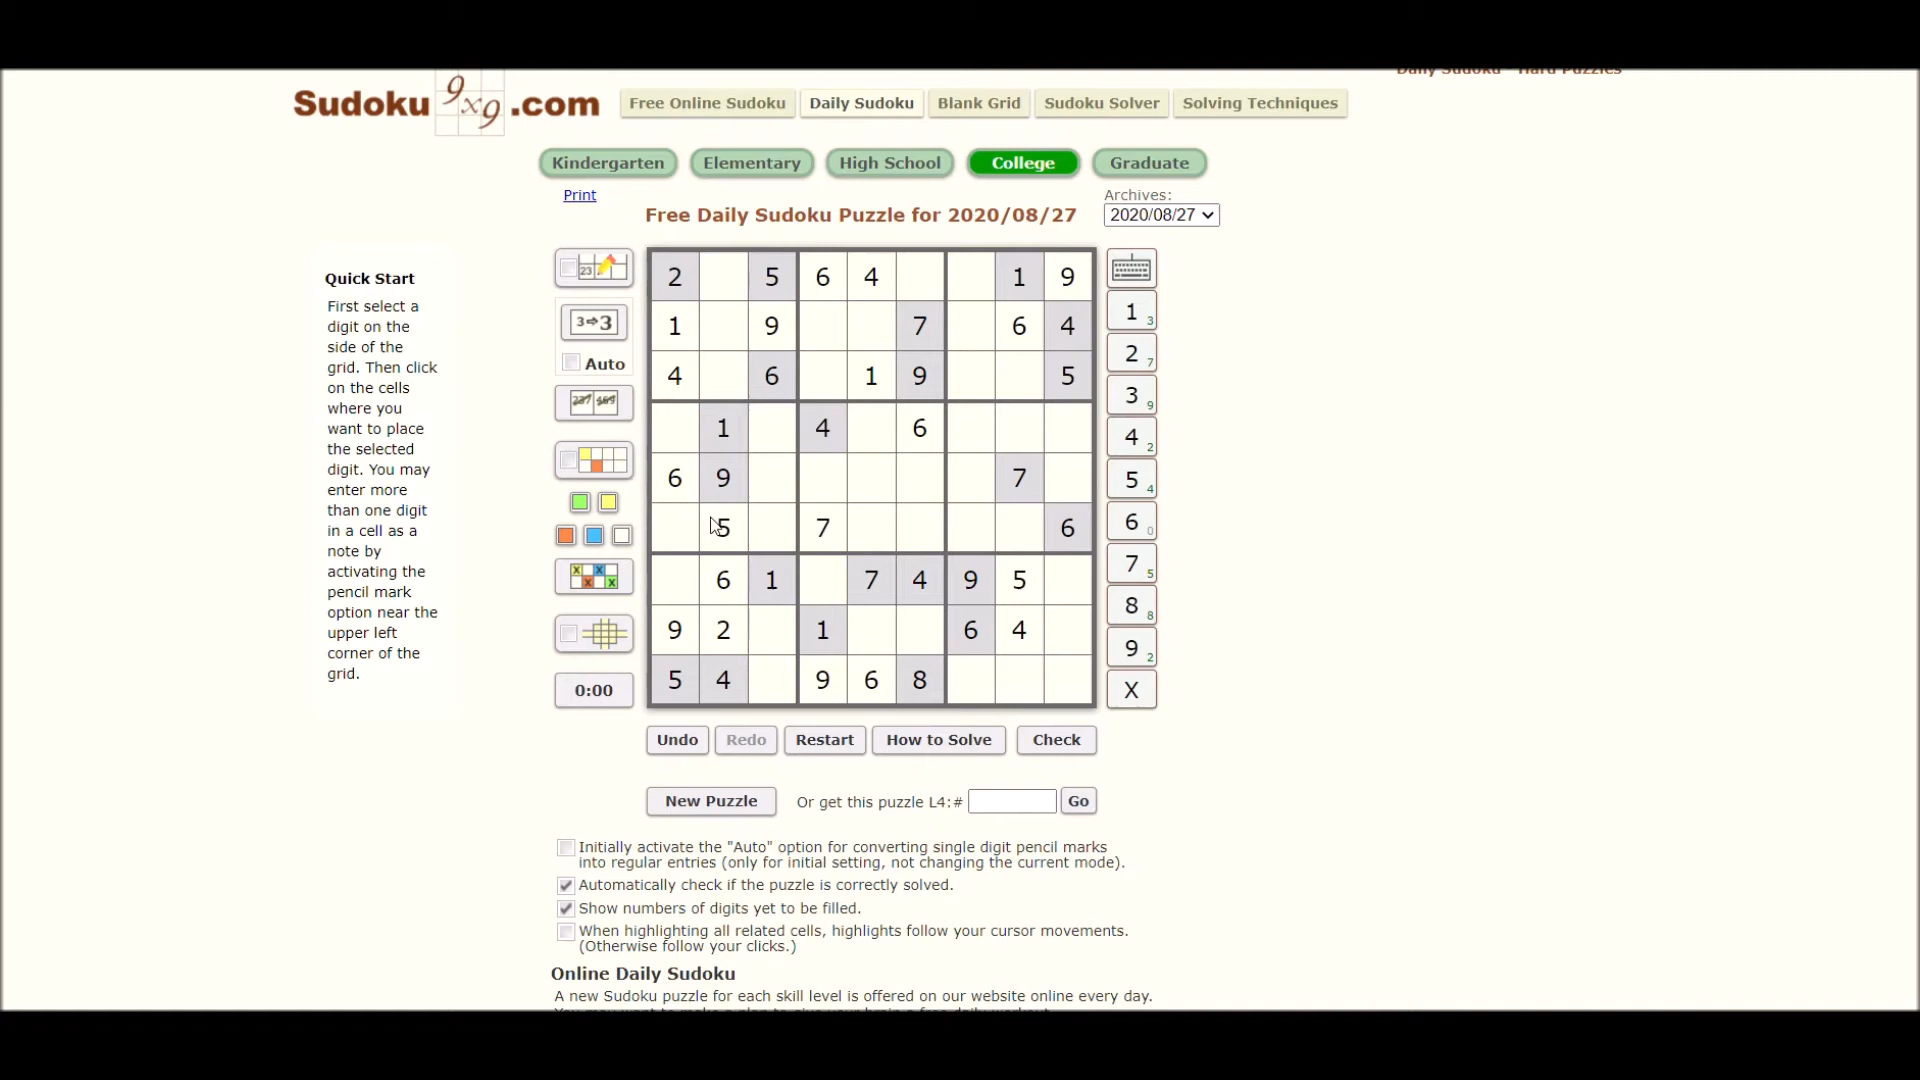 Daily Sudoku - Hard Puzzles
Sudoku 9x9 .com
Free Online Sudoku
Daily Sudoku
Blank Grid
Sudoku Solver
Solving Techniques
Kindergarten
Elementary
High School
College
Graduate
Print
Archives:
Free Daily Sudoku Puzzle for 2020/08/27
2020/08/27
Quick Start
First select a
digit on the
side of the
grid. Then click
on the cells
where you
want to place
the selected
digit. You may
enter more
than one digit
in a cell as a
note by
activating the
pencil mark
option near the
upper left
corner of the
grid.
23
3⇨3
Auto
237 469
X X
X X
0:00
2 5 6 4 1 9
1 9 7 6 4
4 6 1 9 5
1 4 6
6 9 7
5 7 6
6 1 7 4 9 5
9 2 1 6 4
5 4 9 6 8
1 3
2 7
3 9
4 2
5 4
6 0
7 5
8 8
9 2
X
Undo
Redo
Restart
How to Solve
Check
New Puzzle
Or get this puzzle L4:#
Go
Initially activate the "Auto" option for converting single digit pencil marks
into regular entries (only for initial setting, not changing the current mode).
Automatically check if the puzzle is correctly solved.
Show numbers of digits yet to be filled.
When highlighting all related cells, highlights follow your cursor movements.
(Otherwise follow your clicks.)
Online Daily Sudoku
A new Sudoku puzzle for each skill level is offered on our website online every day.